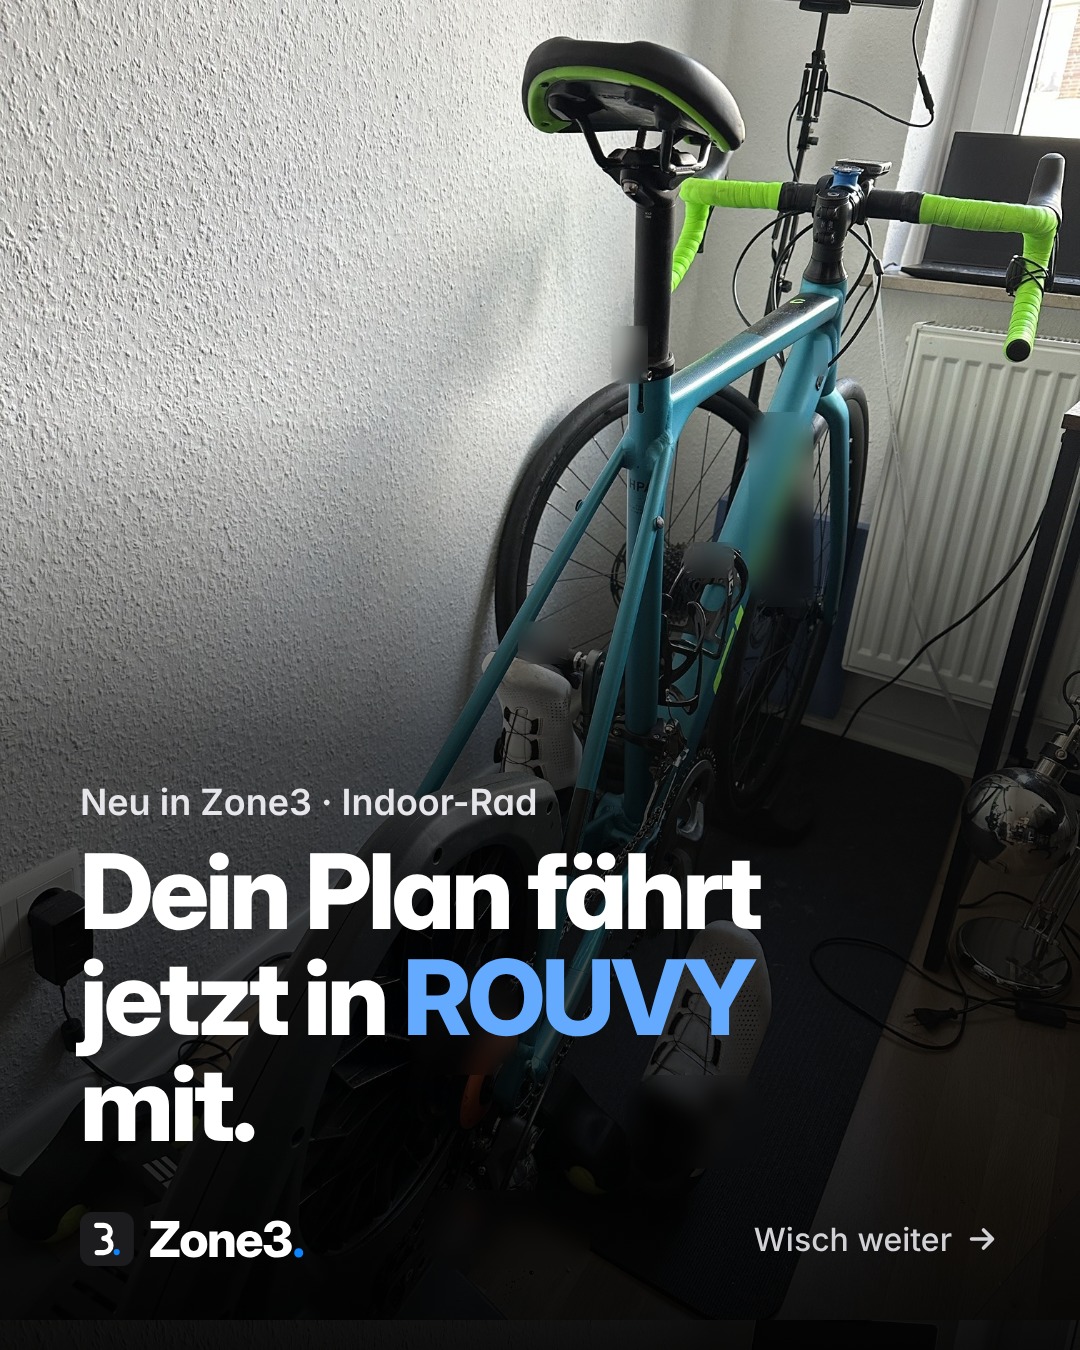 Neu in Zone3 · Indoor-Rad
Dein Plan fährt
jetzt in ROUVY
mit.
3. Zone3.
Wisch weiter →